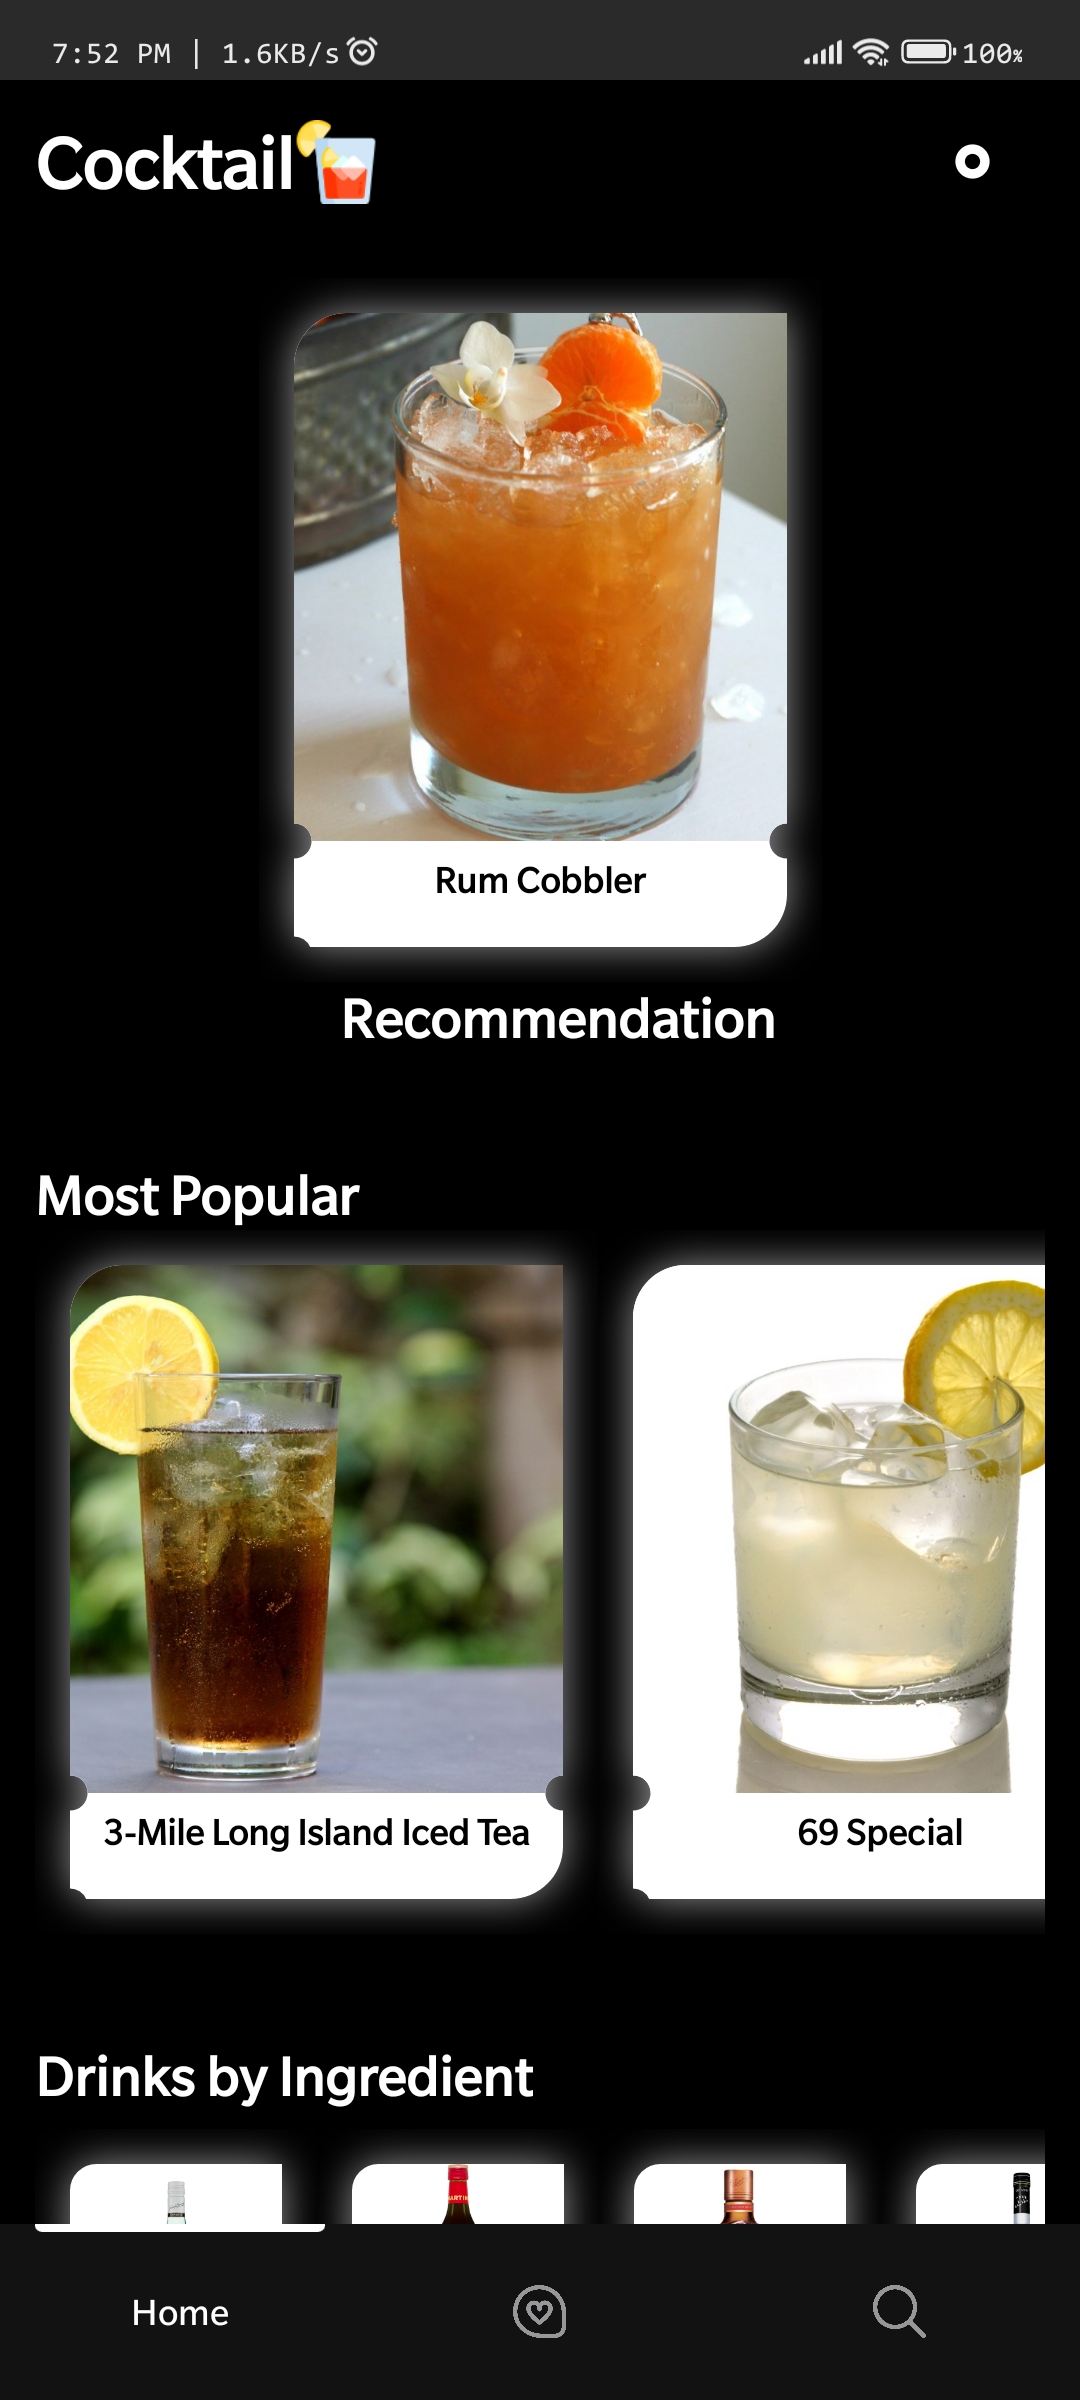 7:52 PM | 1.6KB/s
100%
Cocktail🍹
Rum Cobbler
Recommendation
Most Popular
3-Mile Long Island Iced Tea
69 Special
Drinks by Ingredient
Home